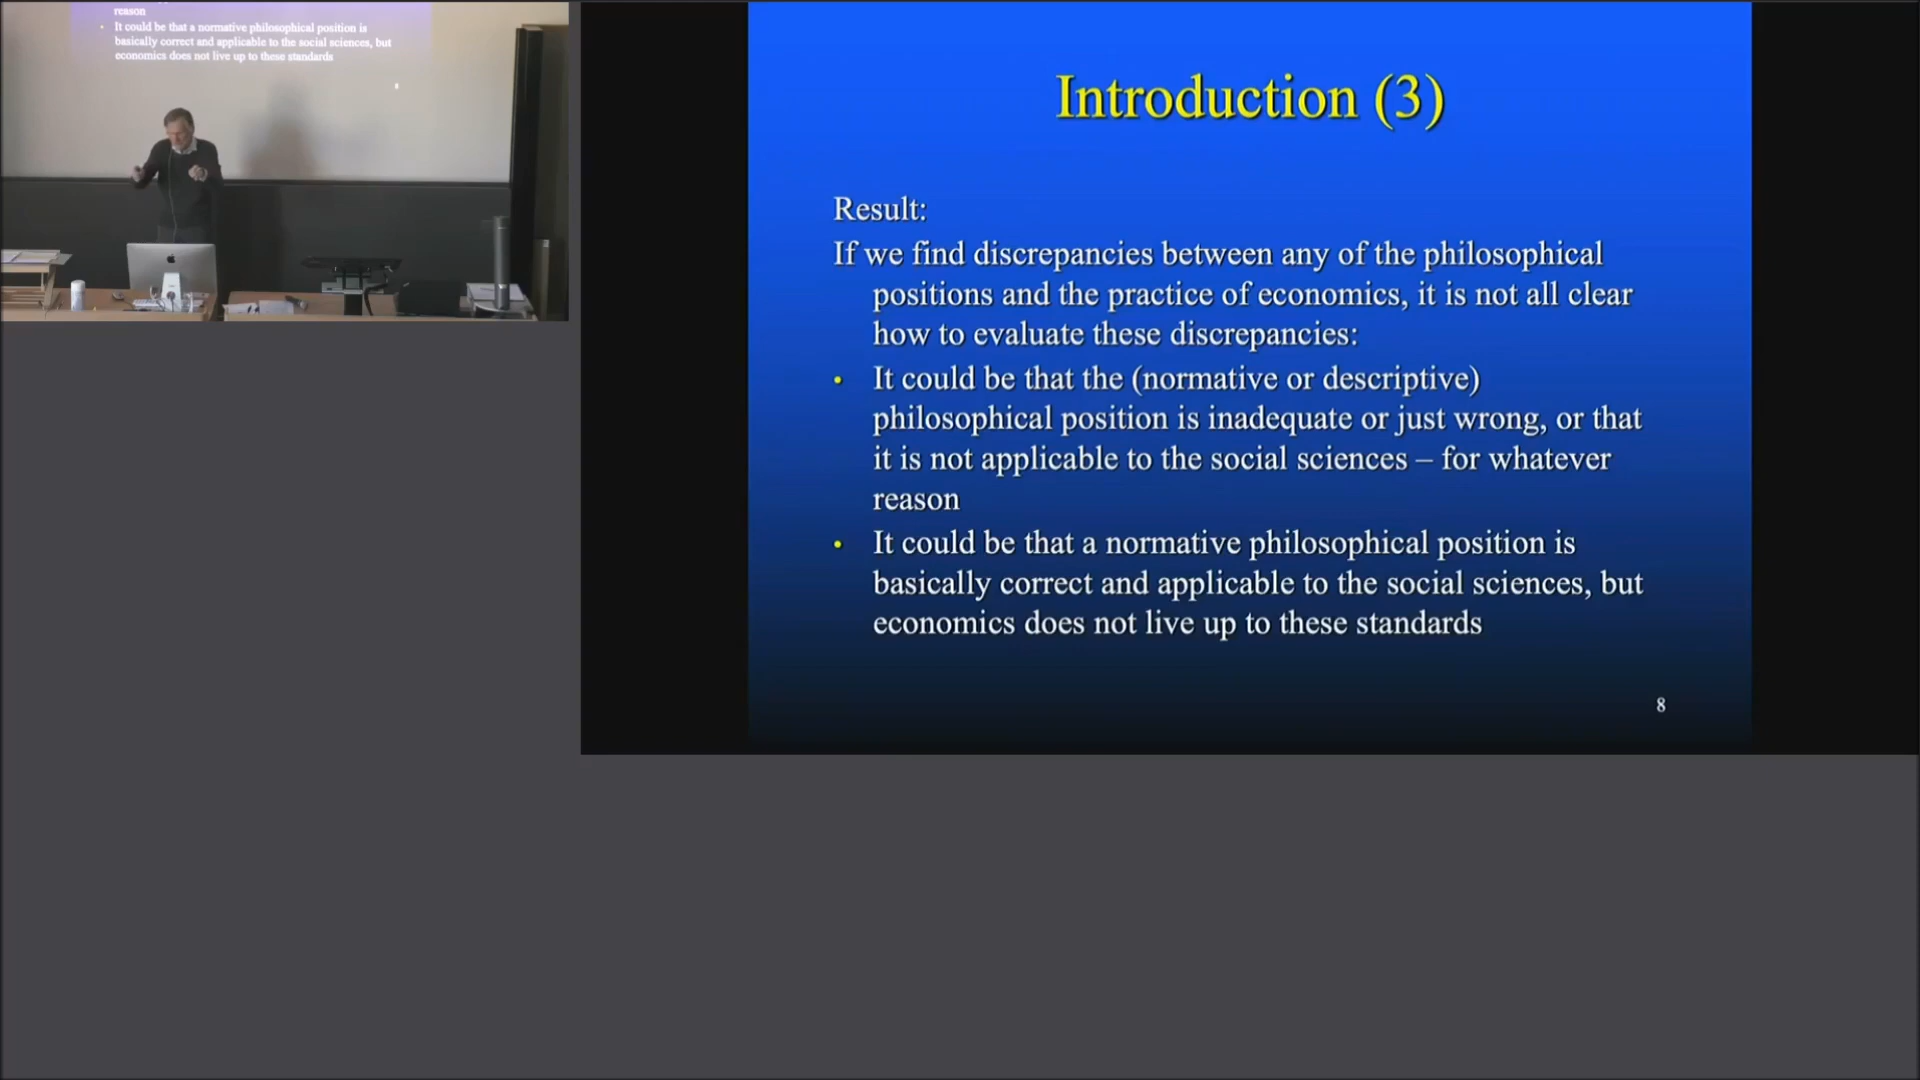 reason
• It could be that a normative philosophical position is
basically correct and applicable to the social sciences, but
economics does not live up to these standards
Introduction (3)
Result:
If we find discrepancies between any of the philosophical
positions and the practice of economics, it is not all clear
how to evaluate these discrepancies:
• It could be that the (normative or descriptive)
philosophical position is inadequate or just wrong, or that
it is not applicable to the social sciences – for whatever
reason
• It could be that a normative philosophical position is
basically correct and applicable to the social sciences, but
economics does not live up to these standards
8